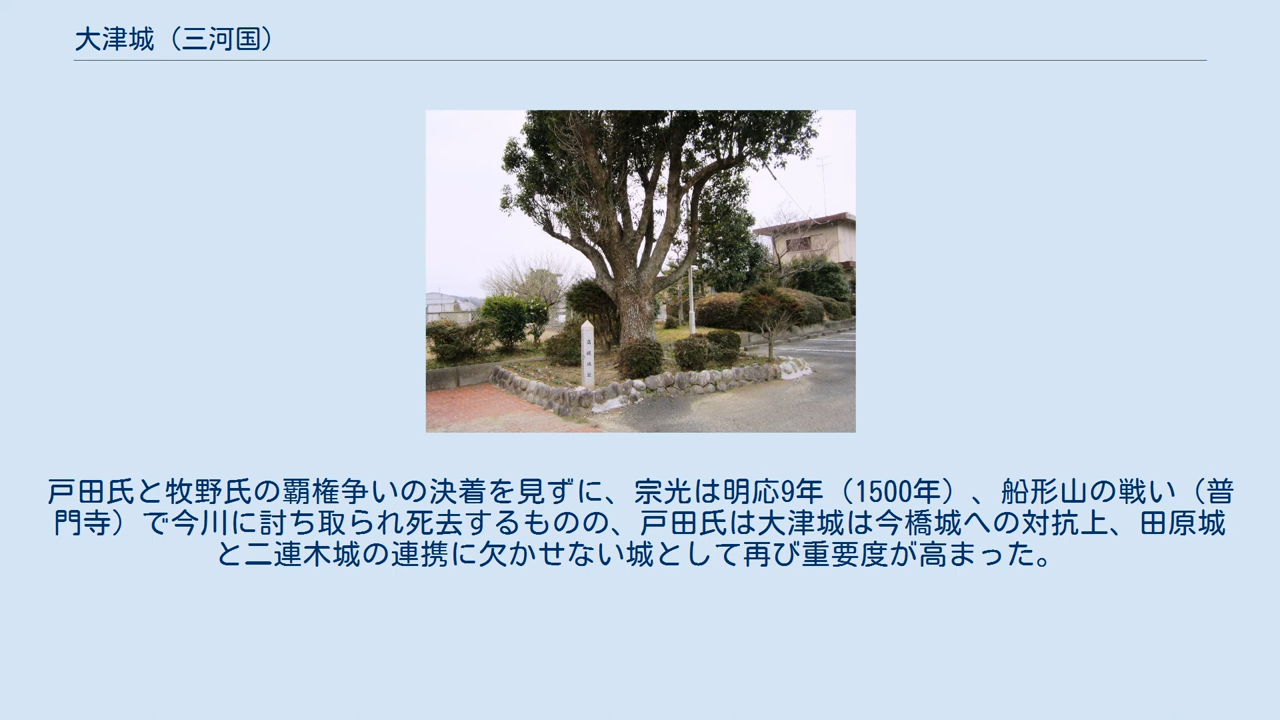 大津城（三河国）
戸田氏と牧野氏の覇権争いの決着を見ずに、宗光は明応9年（1500年）、船形山の戦い（普
門寺）で今川に討ち取られ死去するものの、戸田氏は大津城は今橋城への対抗上、田原城
と二連木城の連携に欠かせない城として再び重要度が高まった。